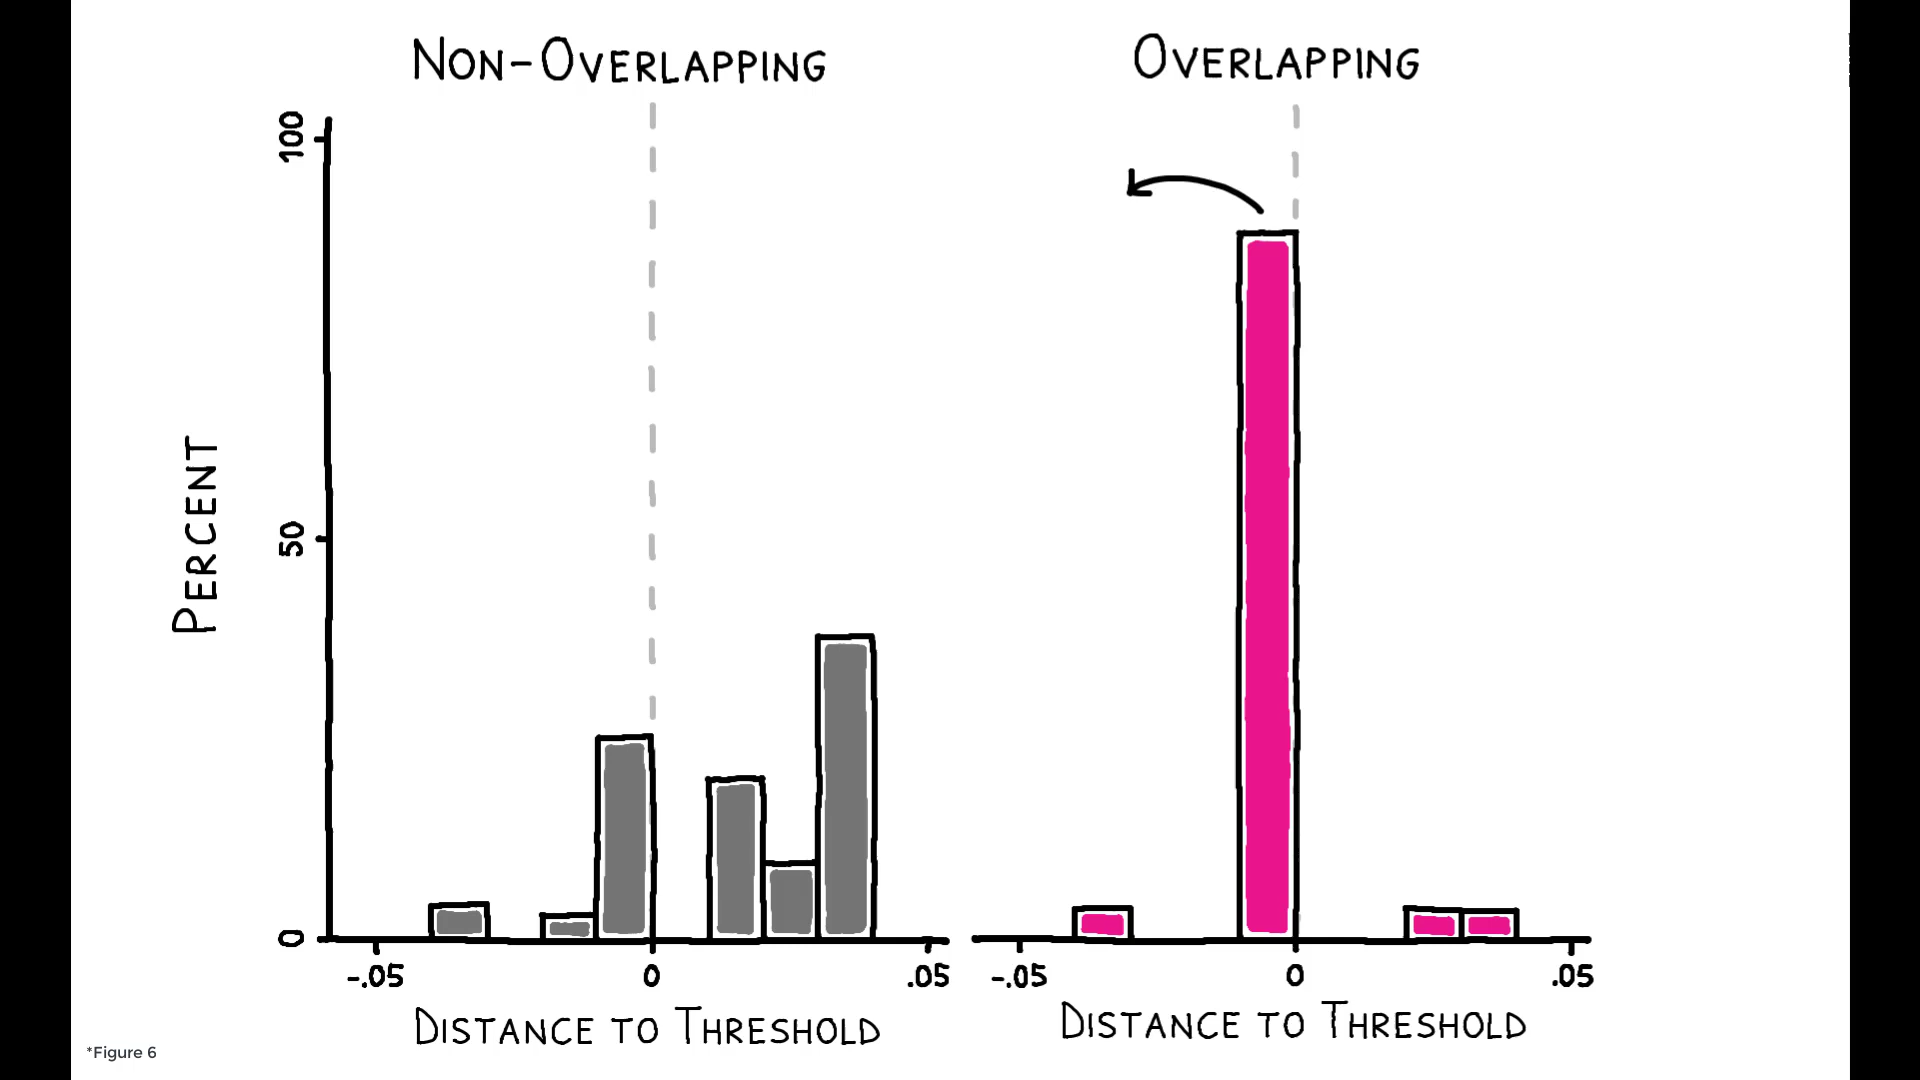 NON-OVERLAPPING
OVERLAPPING
100
50
0
PERCENT
-.05
0
.05
-.05
0
.05
DISTANCE TO THRESHOLD
DISTANCE TO THRESHOLD
*Figure 6